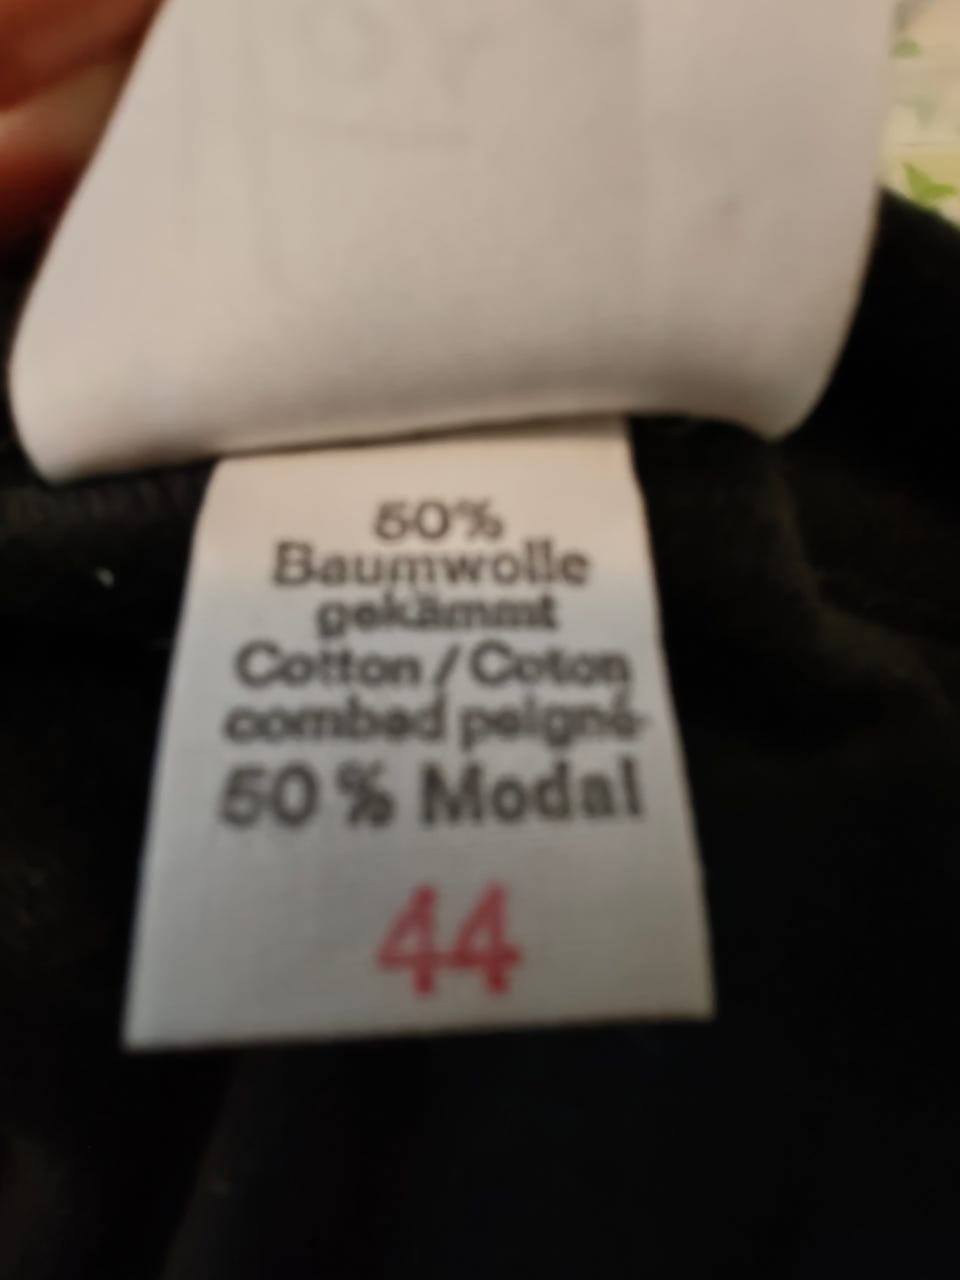 50%
Baumwolle
gekämmt
Cotton / Coton
combed peigné
50 % Modal
44